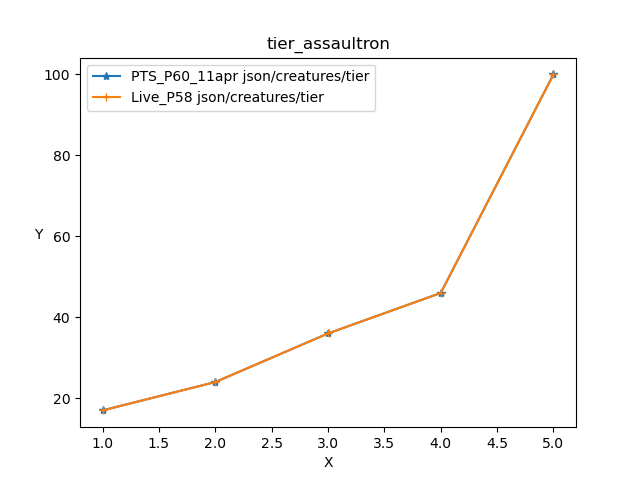 tier_assaultron
PTS_P60_11apr json/creatures/tier
Live_P58 json/creatures/tier
100
80
60
40
20
Y
1.0 1.5 2.0 2.5 3.0 3.5 4.0 4.5 5.0
X